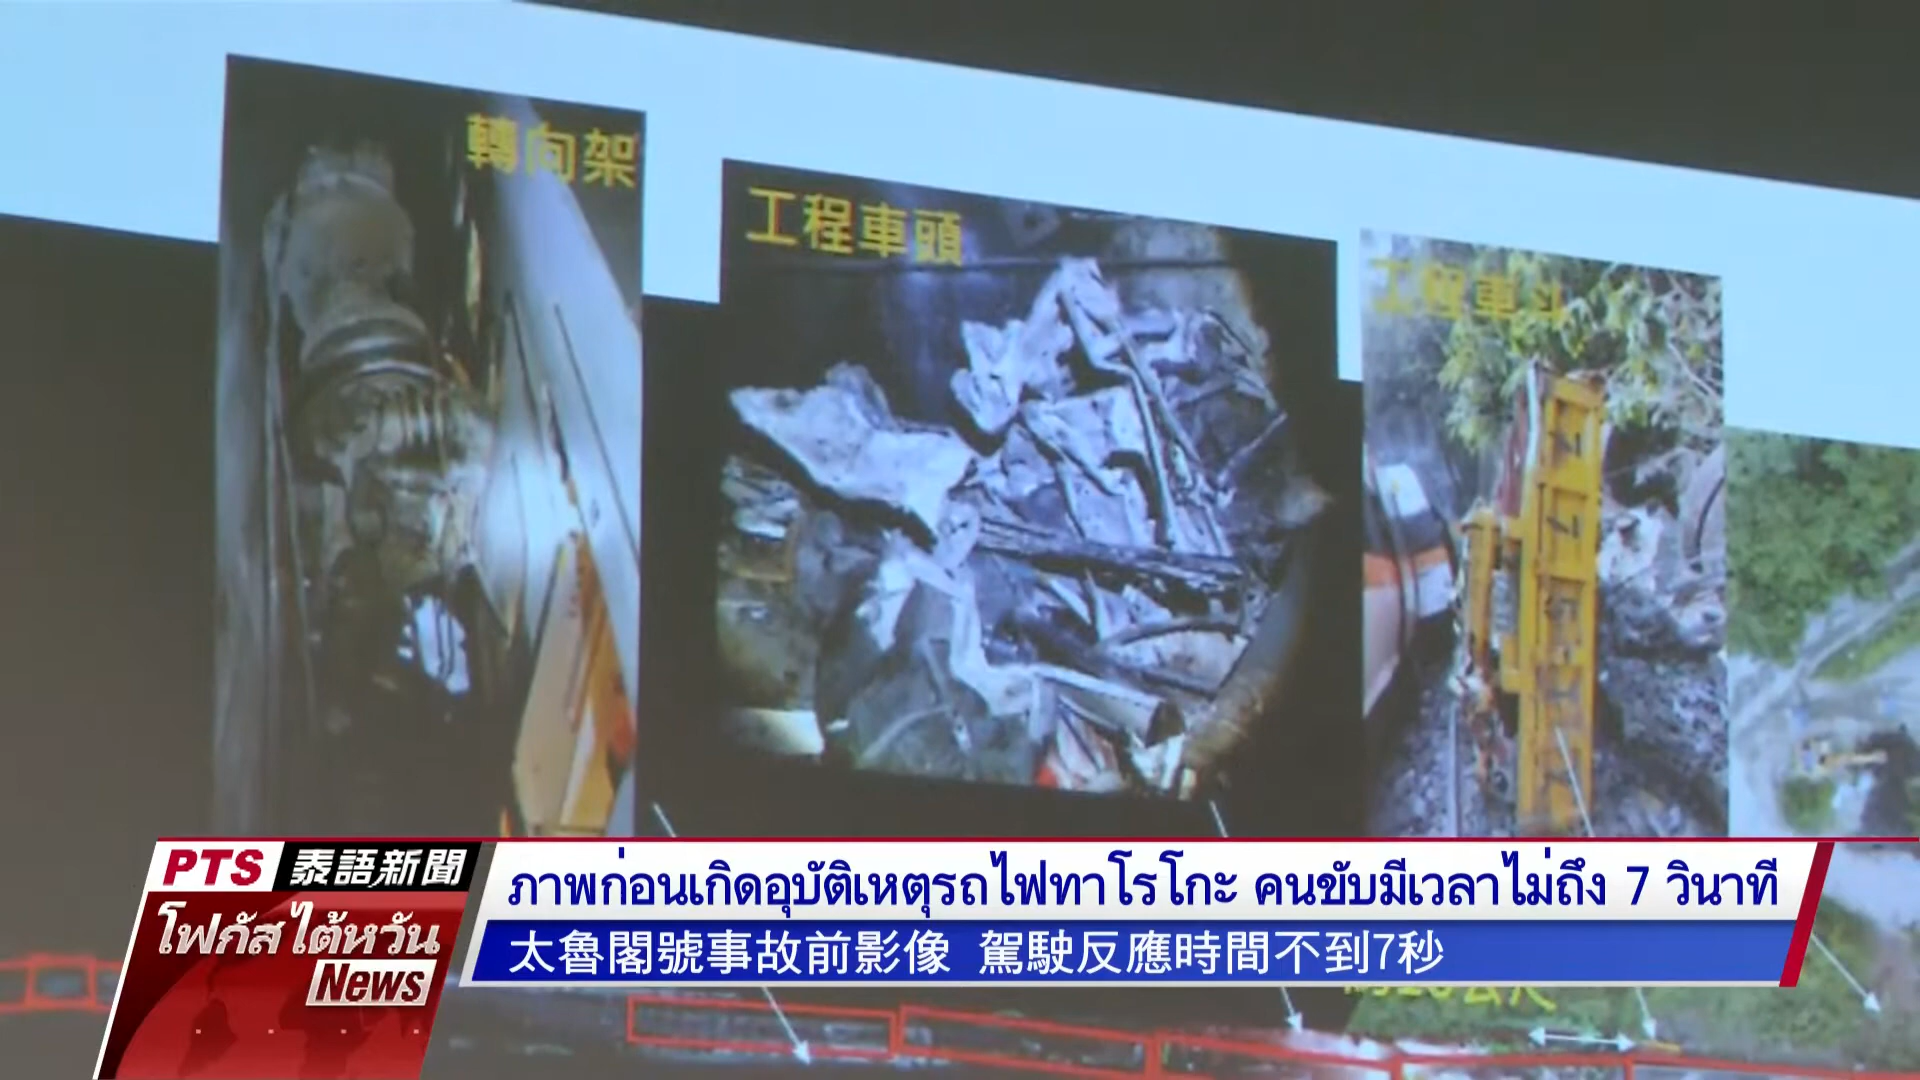 轉向架
工程車頭
工程車斗
PTS 泰語新聞
โฟกัสไต้หวัน
News
ภาพก่อนเกิดอุบัติเหตุรถไฟทาโรโกะ คนขับมีเวลาไม่ถึง 7 วินาที
太魯閣號事故前影像 駕駛反應時間不到7秒